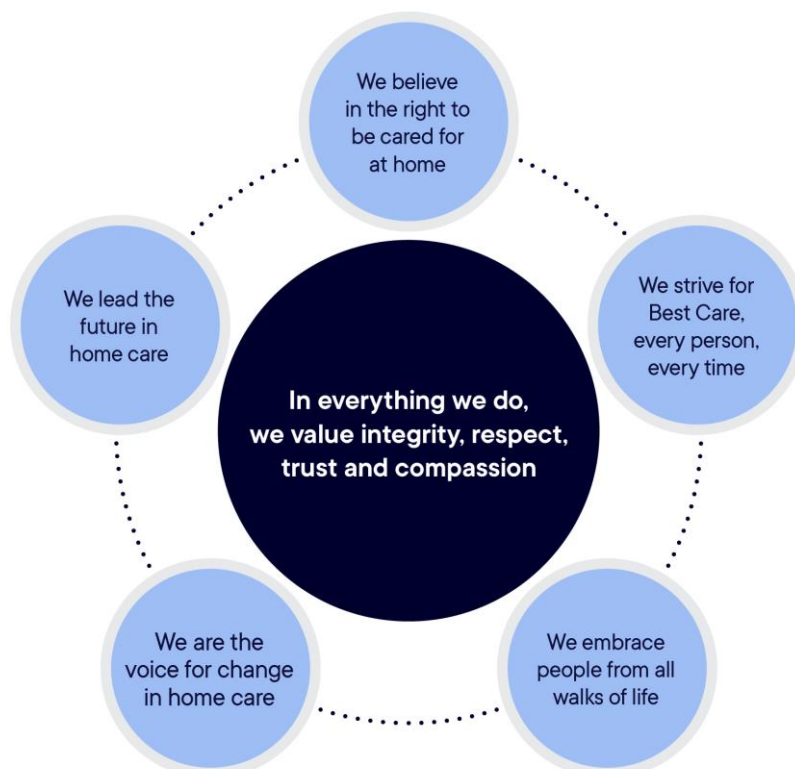 We believe
in the right to
be cared for
at home
We strive for
Best Care,
every person,
every time
We embrace
people from all
walks of life
We are the
voice for change
in home care
We lead the
future in
home care
In everything we do,
we value integrity, respect,
trust and compassion